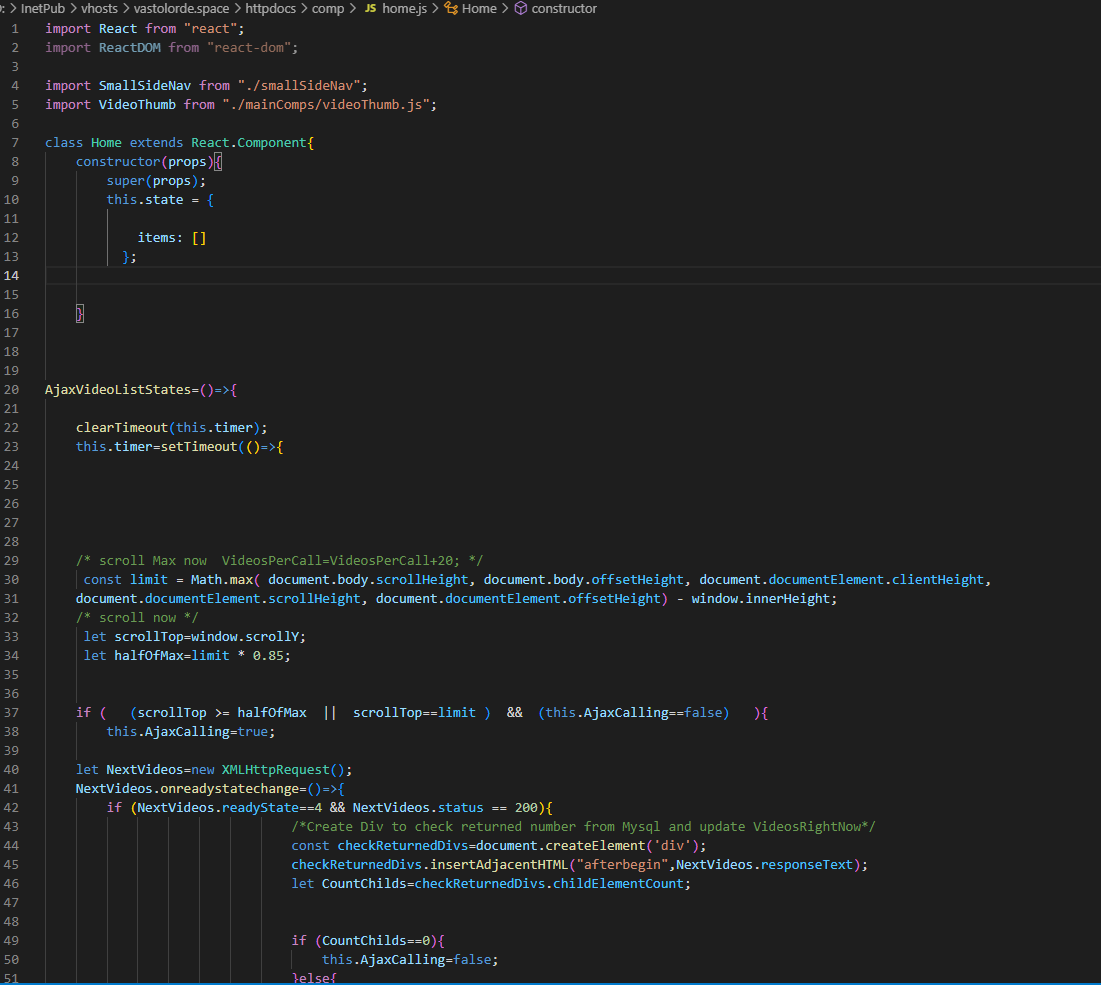 : > InetPub > vhosts > vastolorde.space > httpdocs > comp > JS home.js > Home > constructor
1 import React from "react";
2 import ReactDOM from "react-dom";
3
4 import SmallSideNav from "./smallSideNav";
5 import VideoThumb from "./mainComps/videoThumb.js";
6
7 class Home extends React.Component{
8 constructor(props){
9 super(props);
10 this.state = {
11
12 items: []
13 };
14
15
16 }
17
18
19
20 AjaxVideoListStates=()=>{
21
22 clearTimeout(this.timer);
23 this.timer=setTimeout(()=>{
24
25
26
27
28
29 /* scroll Max now  VideosPerCall=VideosPerCall+20; */
30 const limit = Math.max( document.body.scrollHeight, document.body.offsetHeight, document.documentElement.clientHeight,
31 document.documentElement.scrollHeight, document.documentElement.offsetHeight) - window.innerHeight;
32 /* scroll now */
33 let scrollTop=window.scrollY;
34 let halfOfMax=limit * 0.85;
35
36
37 if (   (scrollTop >= halfOfMax  ||  scrollTop==limit )  &&  (this.AjaxCalling==false)   ){
38 this.AjaxCalling=true;
39
40 let NextVideos=new XMLHttpRequest();
41 NextVideos.onreadystatechange=()=>{
42 if (NextVideos.readyState==4 && NextVideos.status == 200){
43 /*Create Div to check returned number from Mysql and update VideosRightNow*/
44 const checkReturnedDivs=document.createElement('div');
45 checkReturnedDivs.insertAdjacentHTML("afterbegin",NextVideos.responseText);
46 let CountChilds=checkReturnedDivs.childElementCount;
47
48
49 if (CountChilds==0){
50 this.AjaxCalling=false;
51 }else{